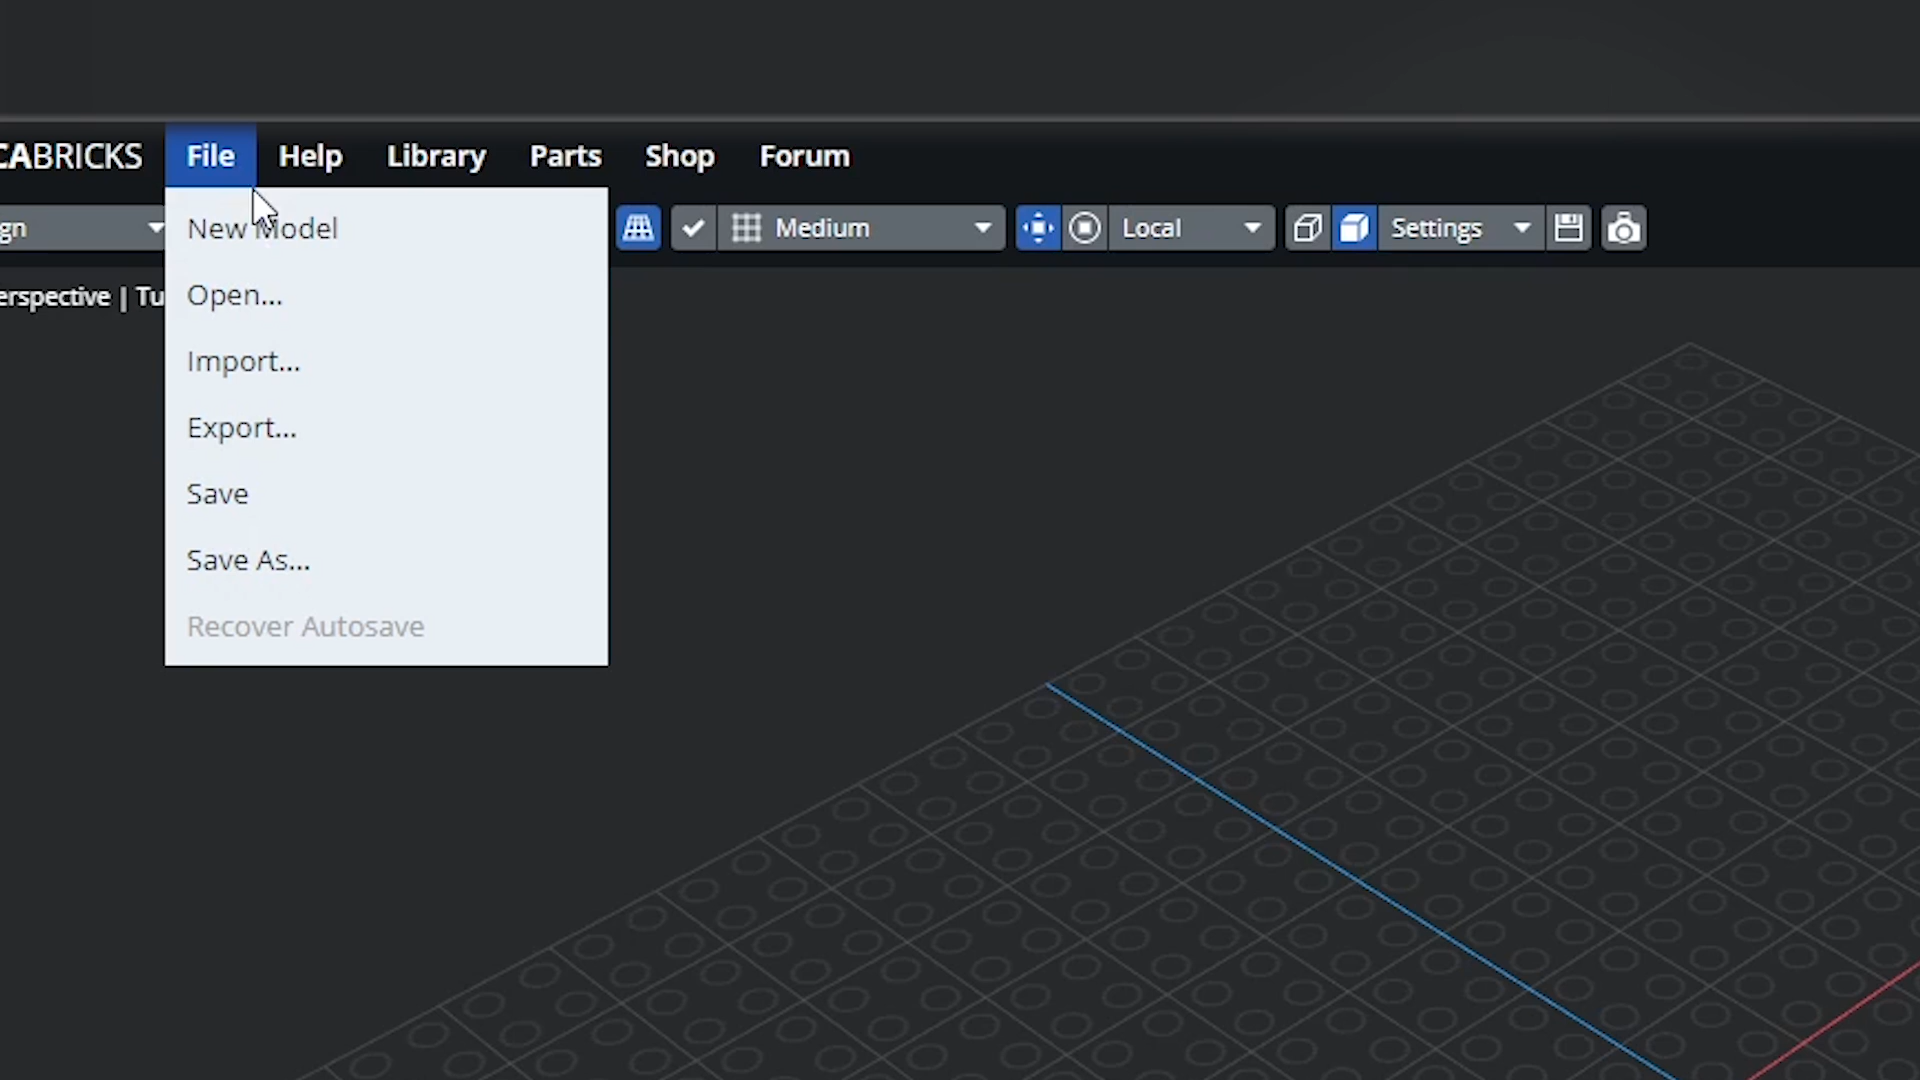 CABRICKS File Help Library Parts Shop Forum
gn Medium Local Settings
erspective | Tu
New Model
Open...
Import...
Export...
Save
Save As...
Recover Autosave